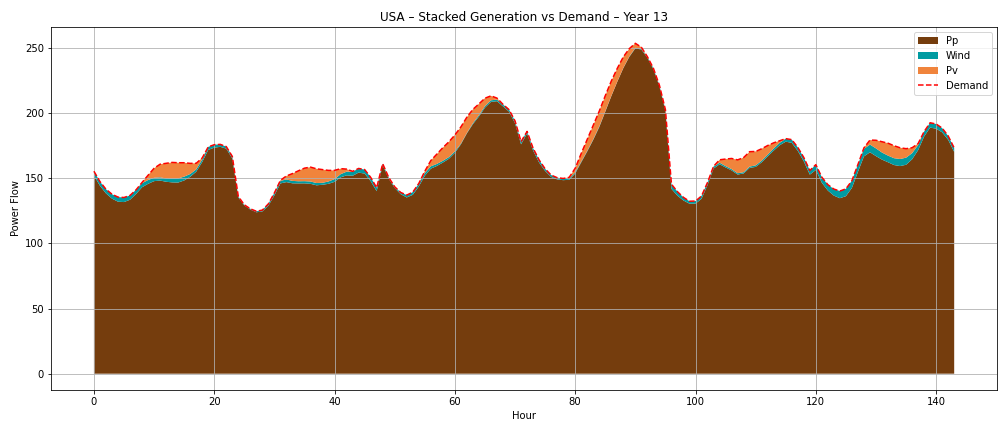 USA – Stacked Generation vs Demand – Year 13
Pp
Wind
Pv
Demand
Power Flow
250
200
150
100
50
0
0 20 40 60 80 100 120 140
Hour